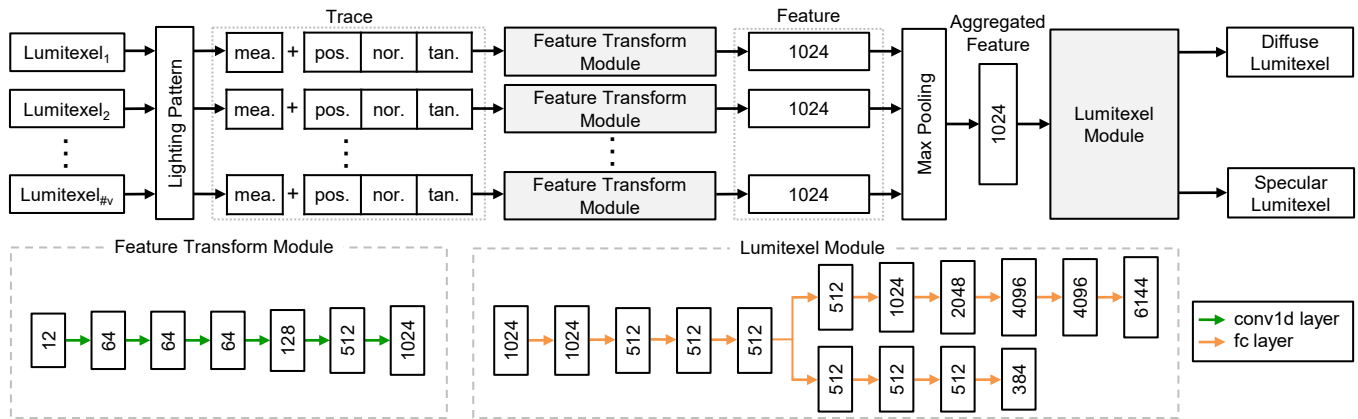 Trace
Feature
Aggregated
Feature
Lumitexel1
Lumitexel2
Lumitexel#v
Lighting Pattern
mea. + pos. nor. tan.
mea. + pos. nor. tan.
mea. + pos. nor. tan.
Feature Transform
Module
Feature Transform
Module
Feature Transform
Module
1024
1024
1024
Max Pooling
1024
Lumitexel
Module
Diffuse
Lumitexel
Specular
Lumitexel
Feature Transform Module
12 64 64 64 128 512 1024
Lumitexel Module
1024 1024 512 512 512
512 1024 2048 4096 4096 6144
512 512 512 384
conv1d layer
fc layer